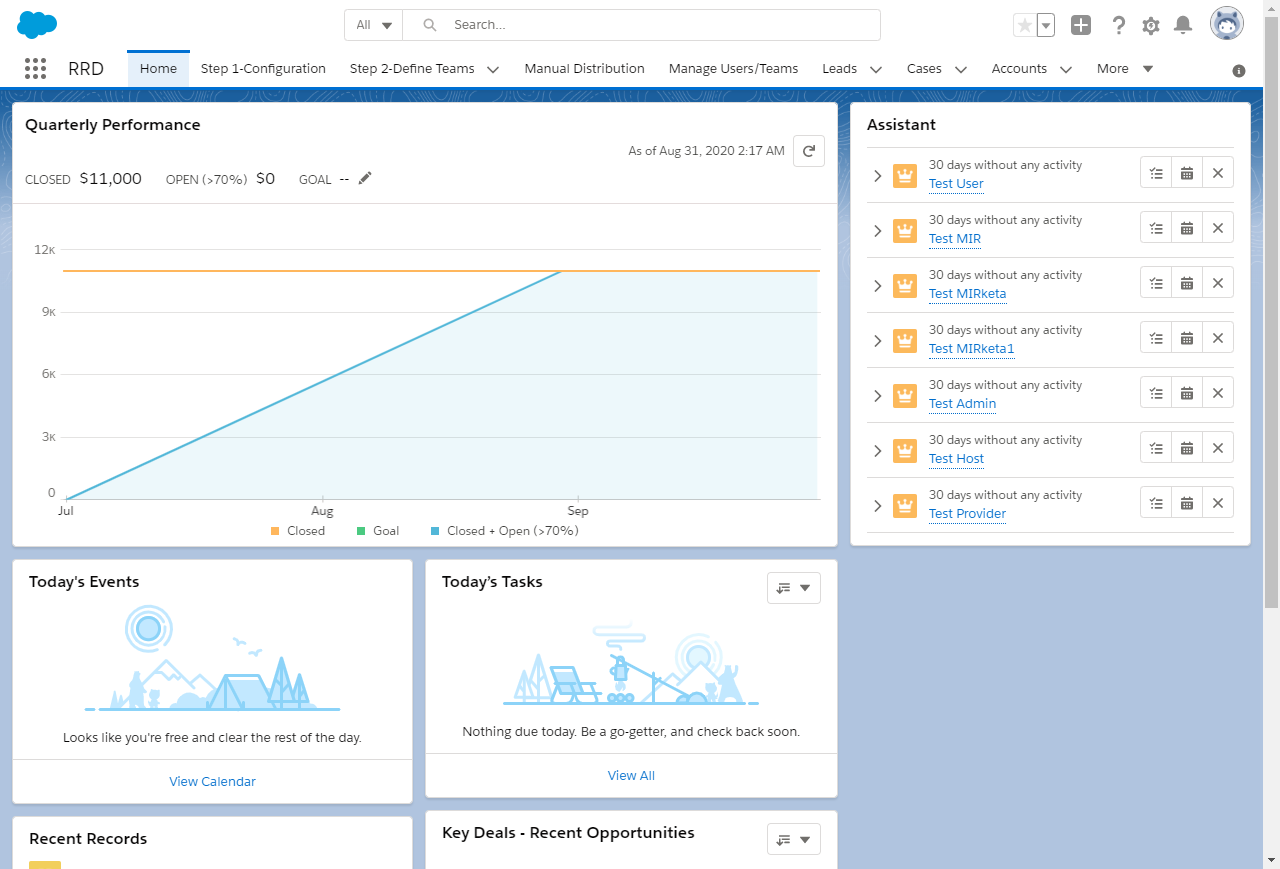 All
Search...
RRD
Home
Step 1-Configuration
Step 2-Define Teams
Manual Distribution
Manage Users/Teams
Leads
Cases
Accounts
More
Quarterly Performance
As of Aug 31, 2020 2:17 AM
CLOSED $11,000 OPEN (>70%) $0 GOAL --
12K
9K
6K
3K
0
Jul Aug Sep
Closed Goal Closed + Open (>70%)
Assistant
30 days without any activity
Test User
30 days without any activity
Test MIR
30 days without any activity
Test MIRketa
30 days without any activity
Test MIRketa1
30 days without any activity
Test Admin
30 days without any activity
Test Host
30 days without any activity
Test Provider
Today's Events
Looks like you're free and clear the rest of the day.
View Calendar
Today’s Tasks
Nothing due today. Be a go-getter, and check back soon.
View All
Recent Records
Key Deals - Recent Opportunities